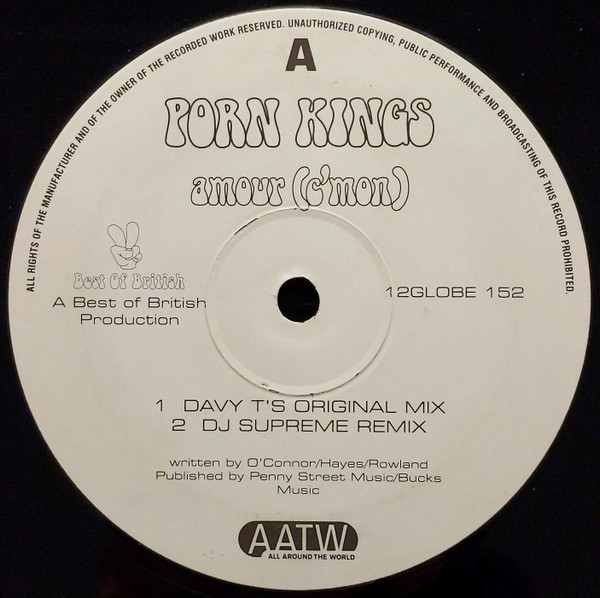 ALL RIGHTS OF THE MANUFACTURER AND OF THE OWNER OF THE RECORDED WORK RESERVED. UNAUTHORIZED COPYING, PUBLIC PERFORMANCE AND BROADCASTING OF THIS RECORD PROHIBITED.
A
PORN KINGS
amour (c'mon)
Best Of British
A Best of British
Production
12GLOBE 152
1 DAVY T'S ORIGINAL MIX
2 DJ SUPREME REMIX
written by O'Connor/Hayes/Rowland
Published by Penny Street Music/Bucks
Music
AATW
ALL AROUND THE WORLD